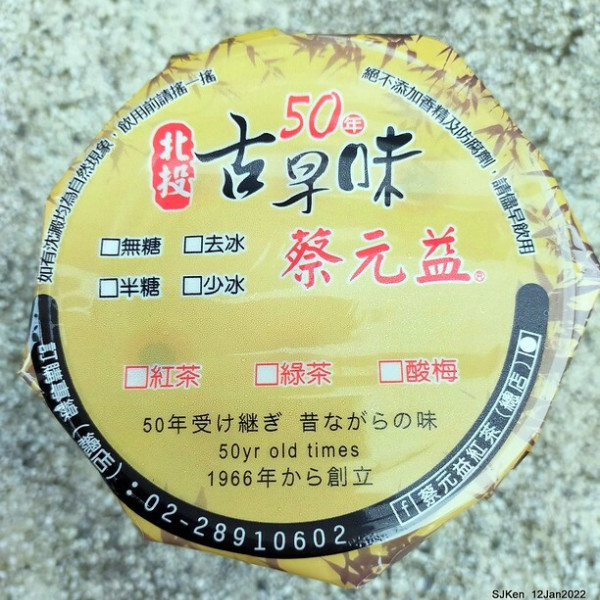 如有沈澱均為自然現象，飲用前請搖一搖
絕不添加香精及防腐劑，請儘早飲用
北投
50年
古早味
蔡元益®
□無糖 □去冰
□半糖 □少冰
□紅茶 □綠茶 □酸梅
50年受け継ぎ 昔ながらの味
50yr old times
1966年から創立
訂購專線（總店）：02-28910602
f 蔡元益紅茶（總店）
SJKen 12Jan2022